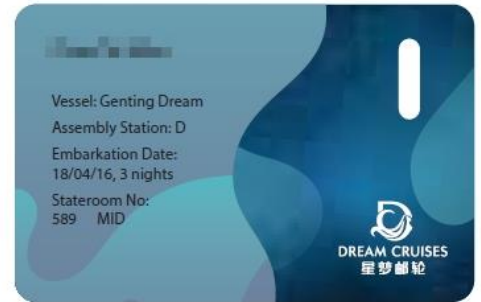 Vessel: Genting Dream
Assembly Station: D
Embarkation Date:
18/04/16, 3 nights
Stateroom No:
589 MID
DREAM CRUISES
星梦邮轮